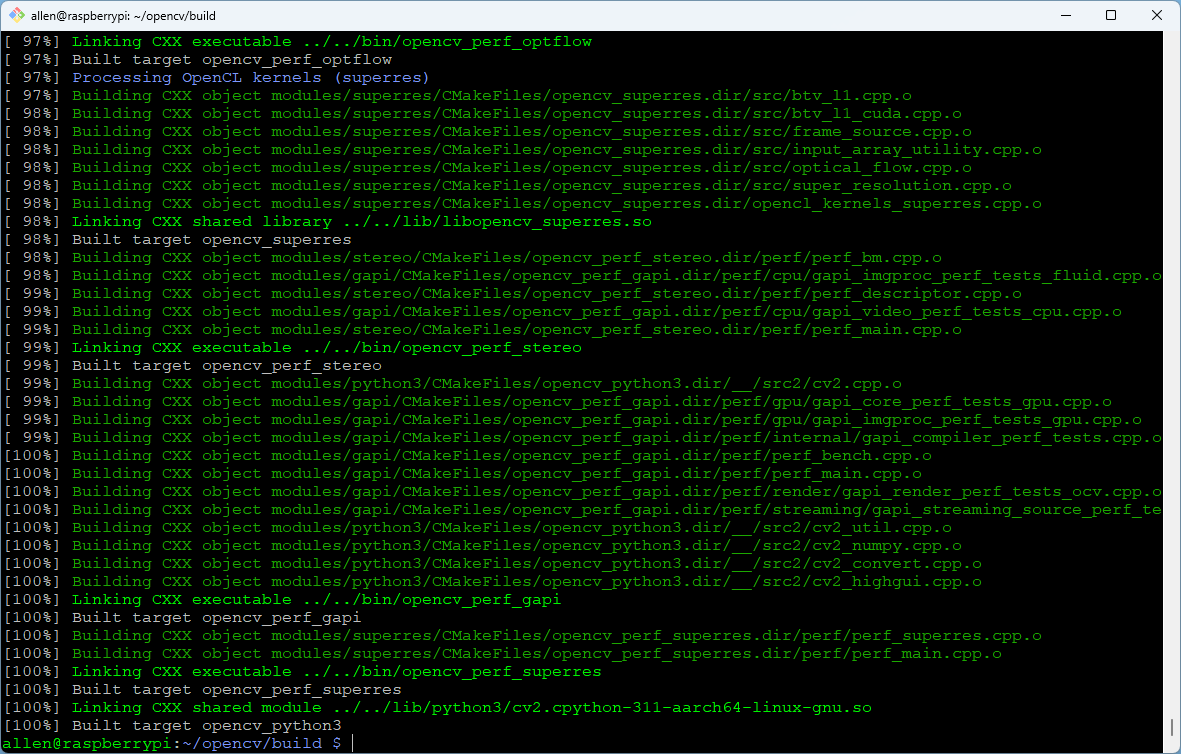 allen@raspberrypi: ~/opencv/build
[ 97%] Linking CXX executable ../../bin/opencv_perf_optflow
[ 97%] Built target opencv_perf_optflow
[ 97%] Processing OpenCL kernels (superres)
[ 97%] Building CXX object modules/superres/CMakeFiles/opencv_superres.dir/src/btv_l1.cpp.o
[ 98%] Building CXX object modules/superres/CMakeFiles/opencv_superres.dir/src/btv_l1_cuda.cpp.o
[ 98%] Building CXX object modules/superres/CMakeFiles/opencv_superres.dir/src/frame_source.cpp.o
[ 98%] Building CXX object modules/superres/CMakeFiles/opencv_superres.dir/src/input_array_utility.cpp.o
[ 98%] Building CXX object modules/superres/CMakeFiles/opencv_superres.dir/src/optical_flow.cpp.o
[ 98%] Building CXX object modules/superres/CMakeFiles/opencv_superres.dir/src/super_resolution.cpp.o
[ 98%] Building CXX object modules/superres/CMakeFiles/opencv_superres.dir/opencl_kernels_superres.cpp.o
[ 98%] Linking CXX shared library ../../lib/libopencv_superres.so
[ 98%] Built target opencv_superres
[ 98%] Building CXX object modules/stereo/CMakeFiles/opencv_perf_stereo.dir/perf/perf_bm.cpp.o
[ 98%] Building CXX object modules/gapi/CMakeFiles/opencv_perf_gapi.dir/perf/cpu/gapi_imgproc_perf_tests_fluid.cpp.o
[ 99%] Building CXX object modules/stereo/CMakeFiles/opencv_perf_stereo.dir/perf/perf_descriptor.cpp.o
[ 99%] Building CXX object modules/gapi/CMakeFiles/opencv_perf_gapi.dir/perf/cpu/gapi_video_perf_tests_cpu.cpp.o
[ 99%] Building CXX object modules/stereo/CMakeFiles/opencv_perf_stereo.dir/perf/perf_main.cpp.o
[ 99%] Linking CXX executable ../../bin/opencv_perf_stereo
[ 99%] Built target opencv_perf_stereo
[ 99%] Building CXX object modules/python3/CMakeFiles/opencv_python3.dir/__/src2/cv2.cpp.o
[ 99%] Building CXX object modules/gapi/CMakeFiles/opencv_perf_gapi.dir/perf/gpu/gapi_core_perf_tests_gpu.cpp.o
[ 99%] Building CXX object modules/gapi/CMakeFiles/opencv_perf_gapi.dir/perf/gpu/gapi_imgproc_perf_tests_gpu.cpp.o
[ 99%] Building CXX object modules/gapi/CMakeFiles/opencv_perf_gapi.dir/perf/internal/gapi_compiler_perf_tests.cpp.o
[100%] Building CXX object modules/gapi/CMakeFiles/opencv_perf_gapi.dir/perf/perf_bench.cpp.o
[100%] Building CXX object modules/gapi/CMakeFiles/opencv_perf_gapi.dir/perf/perf_main.cpp.o
[100%] Building CXX object modules/gapi/CMakeFiles/opencv_perf_gapi.dir/perf/render/gapi_render_perf_tests_ocv.cpp.o
[100%] Building CXX object modules/gapi/CMakeFiles/opencv_perf_gapi.dir/perf/streaming/gapi_streaming_source_perf_te
[100%] Building CXX object modules/python3/CMakeFiles/opencv_python3.dir/__/src2/cv2_util.cpp.o
[100%] Building CXX object modules/python3/CMakeFiles/opencv_python3.dir/__/src2/cv2_numpy.cpp.o
[100%] Building CXX object modules/python3/CMakeFiles/opencv_python3.dir/__/src2/cv2_convert.cpp.o
[100%] Building CXX object modules/python3/CMakeFiles/opencv_python3.dir/__/src2/cv2_highgui.cpp.o
[100%] Linking CXX executable ../../bin/opencv_perf_gapi
[100%] Built target opencv_perf_gapi
[100%] Building CXX object modules/superres/CMakeFiles/opencv_perf_superres.dir/perf/perf_superres.cpp.o
[100%] Building CXX object modules/superres/CMakeFiles/opencv_perf_superres.dir/perf/perf_main.cpp.o
[100%] Linking CXX executable ../../bin/opencv_perf_superres
[100%] Built target opencv_perf_superres
[100%] Linking CXX shared module ../../lib/python3/cv2.cpython-311-aarch64-linux-gnu.so
[100%] Built target opencv_python3
allen@raspberrypi:~/opencv/build $